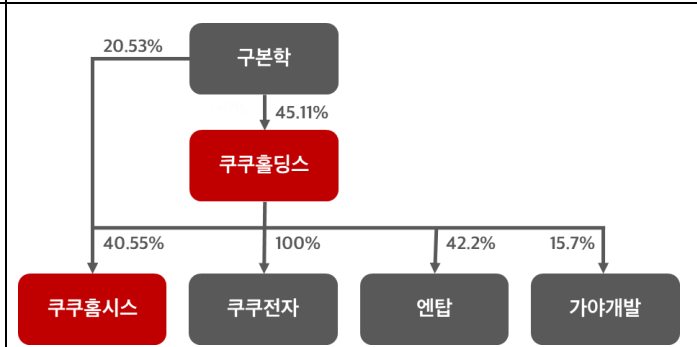 20.53%
구본학
45.11%
쿠쿠홀딩스
40.55%
100%
42.2%
15.7%
쿠쿠홈시스
쿠쿠전자
엔탑
가야개발